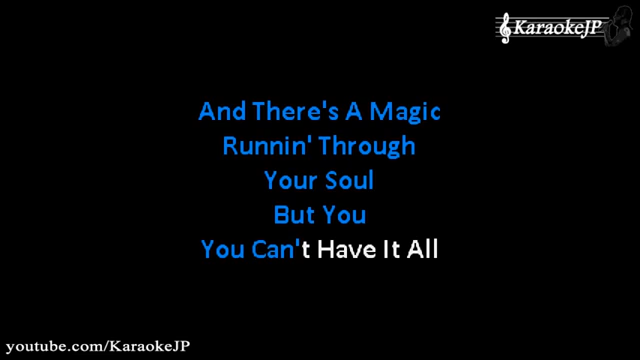 KaraokeJP
And There's A Magic
Runnin' Through
Your Soul
But You
You Can't Have It All
youtube.com/KaraokeJP